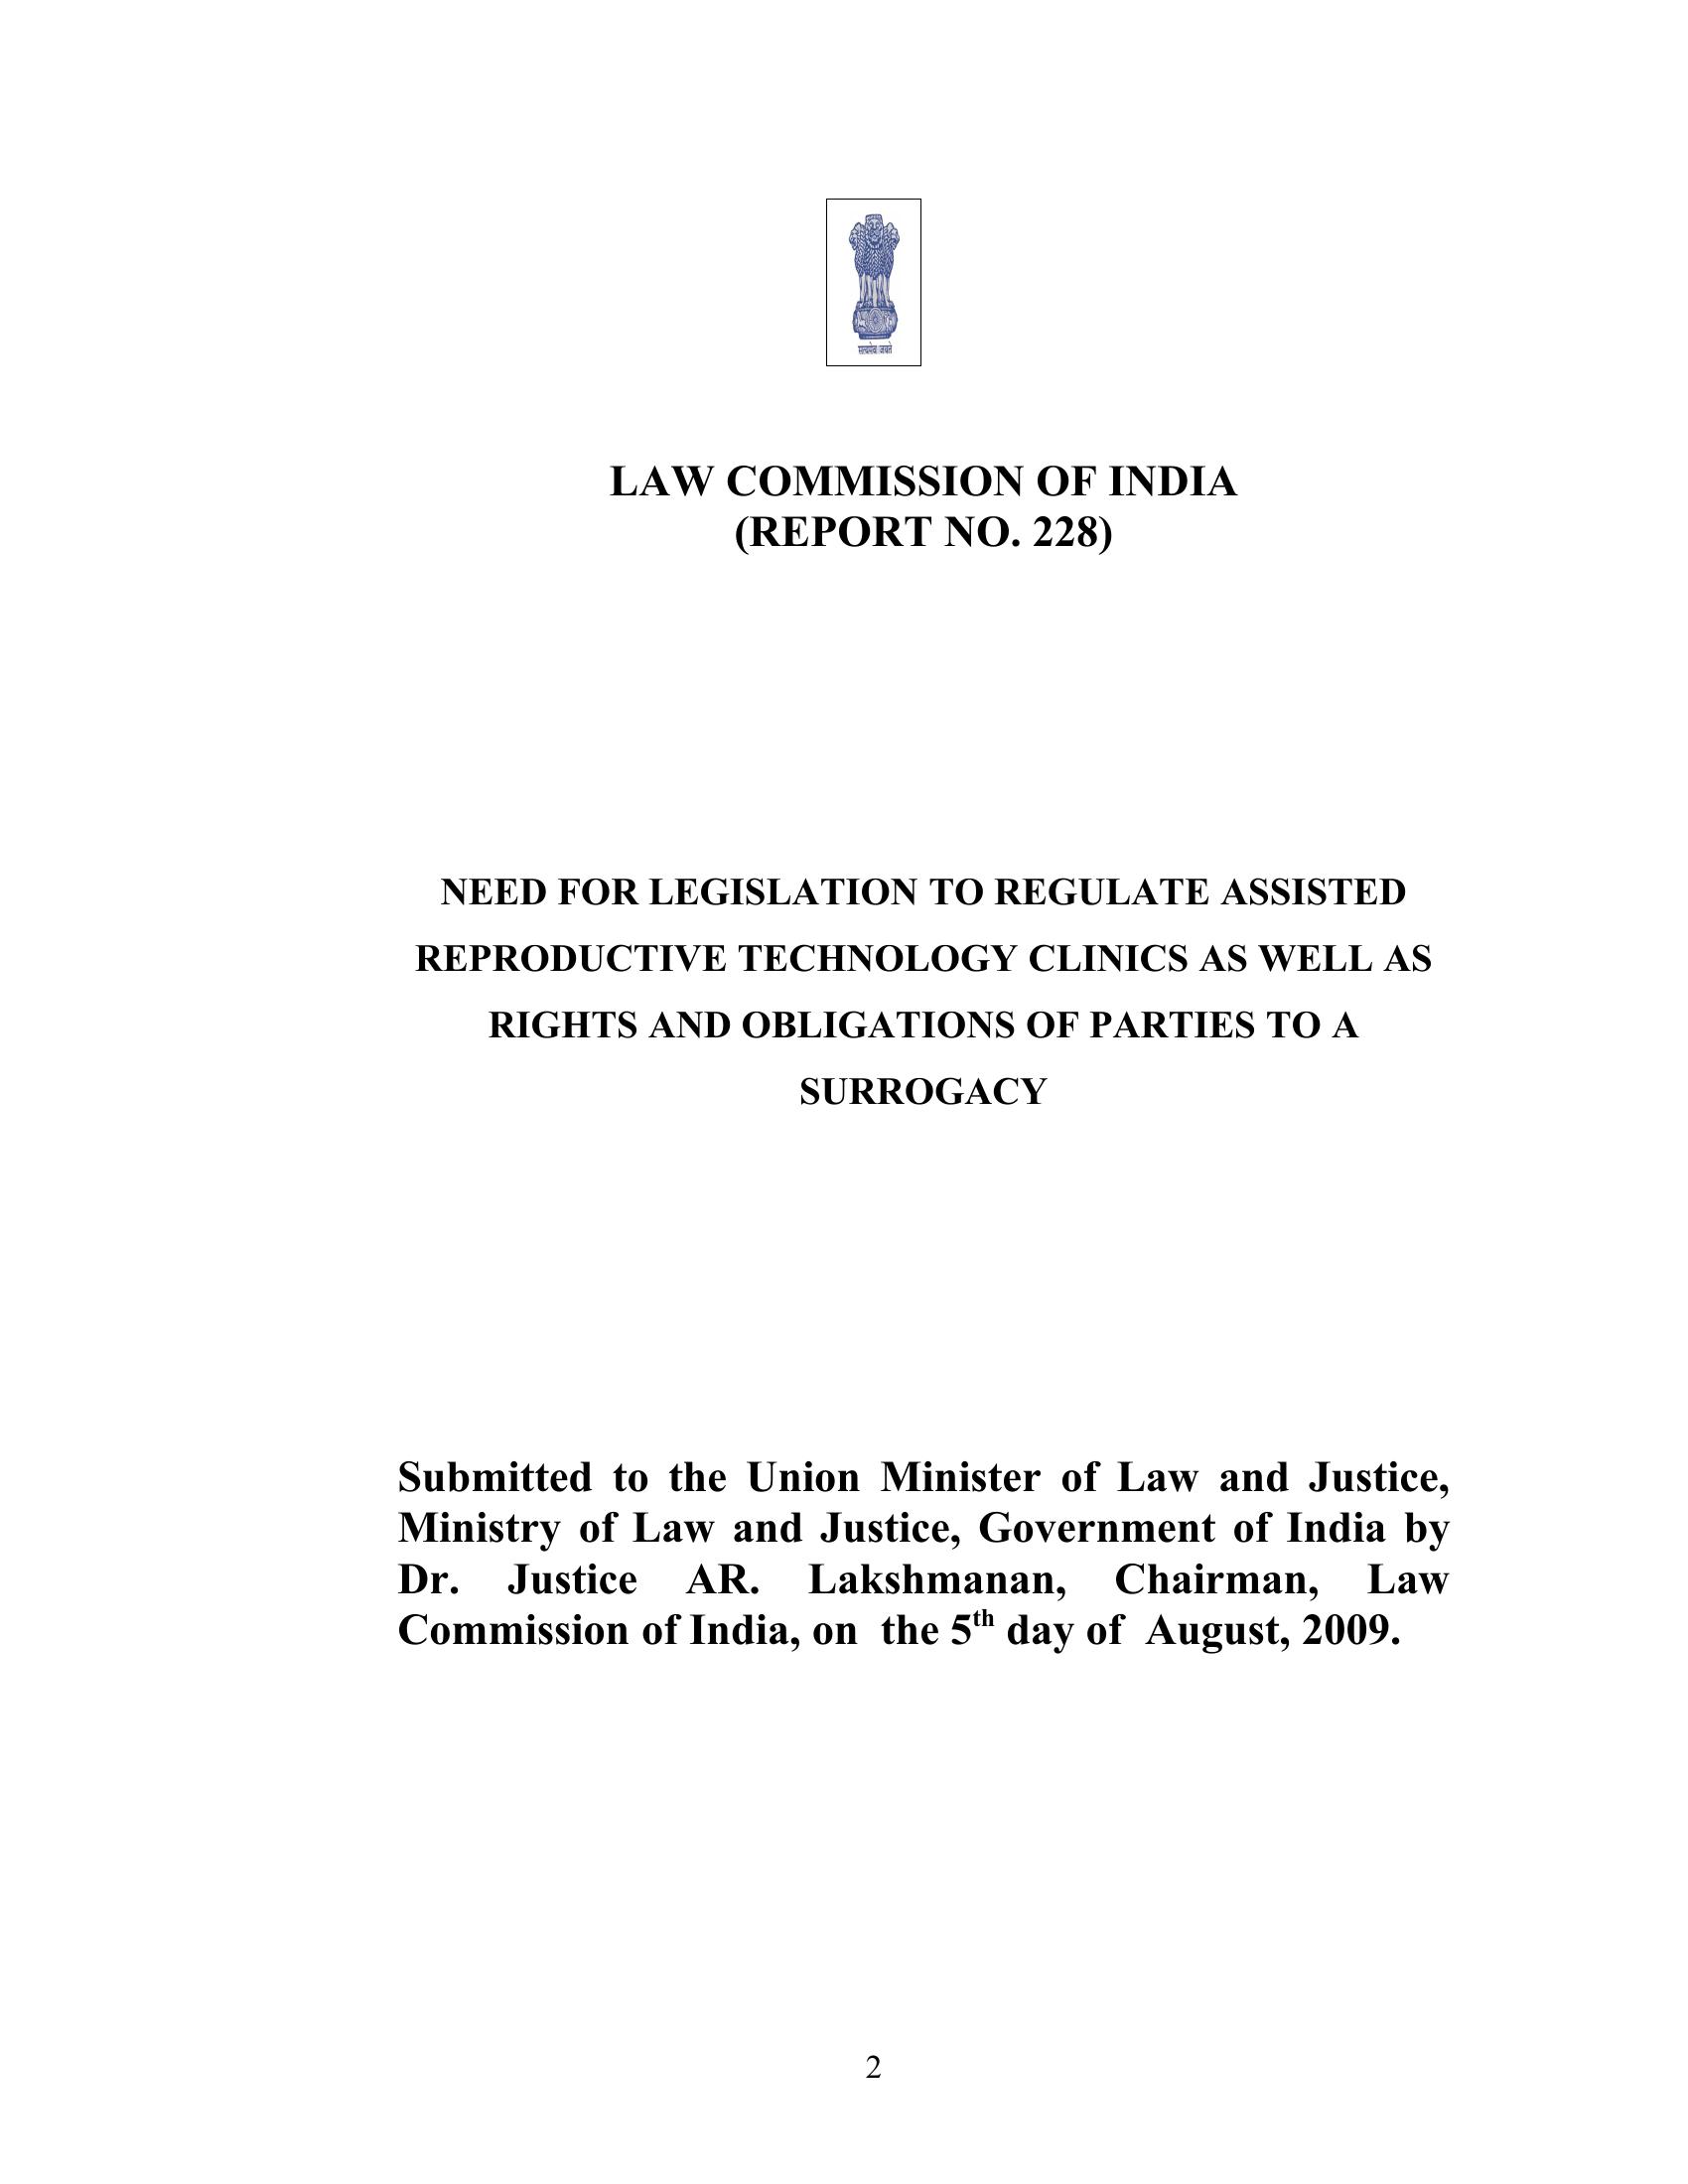 सत्यमेव जयते
LAW COMMISSION OF INDIA
(REPORT NO. 228)
NEED FOR LEGISLATION TO REGULATE ASSISTED
REPRODUCTIVE TECHNOLOGY CLINICS AS WELL AS
RIGHTS AND OBLIGATIONS OF PARTIES TO A
SURROGACY
Submitted to the Union Minister of Law and Justice,
Ministry of Law and Justice, Government of India by
Dr. Justice AR. Lakshmanan, Chairman, Law
Commission of India, on the 5th day of August, 2009.
2